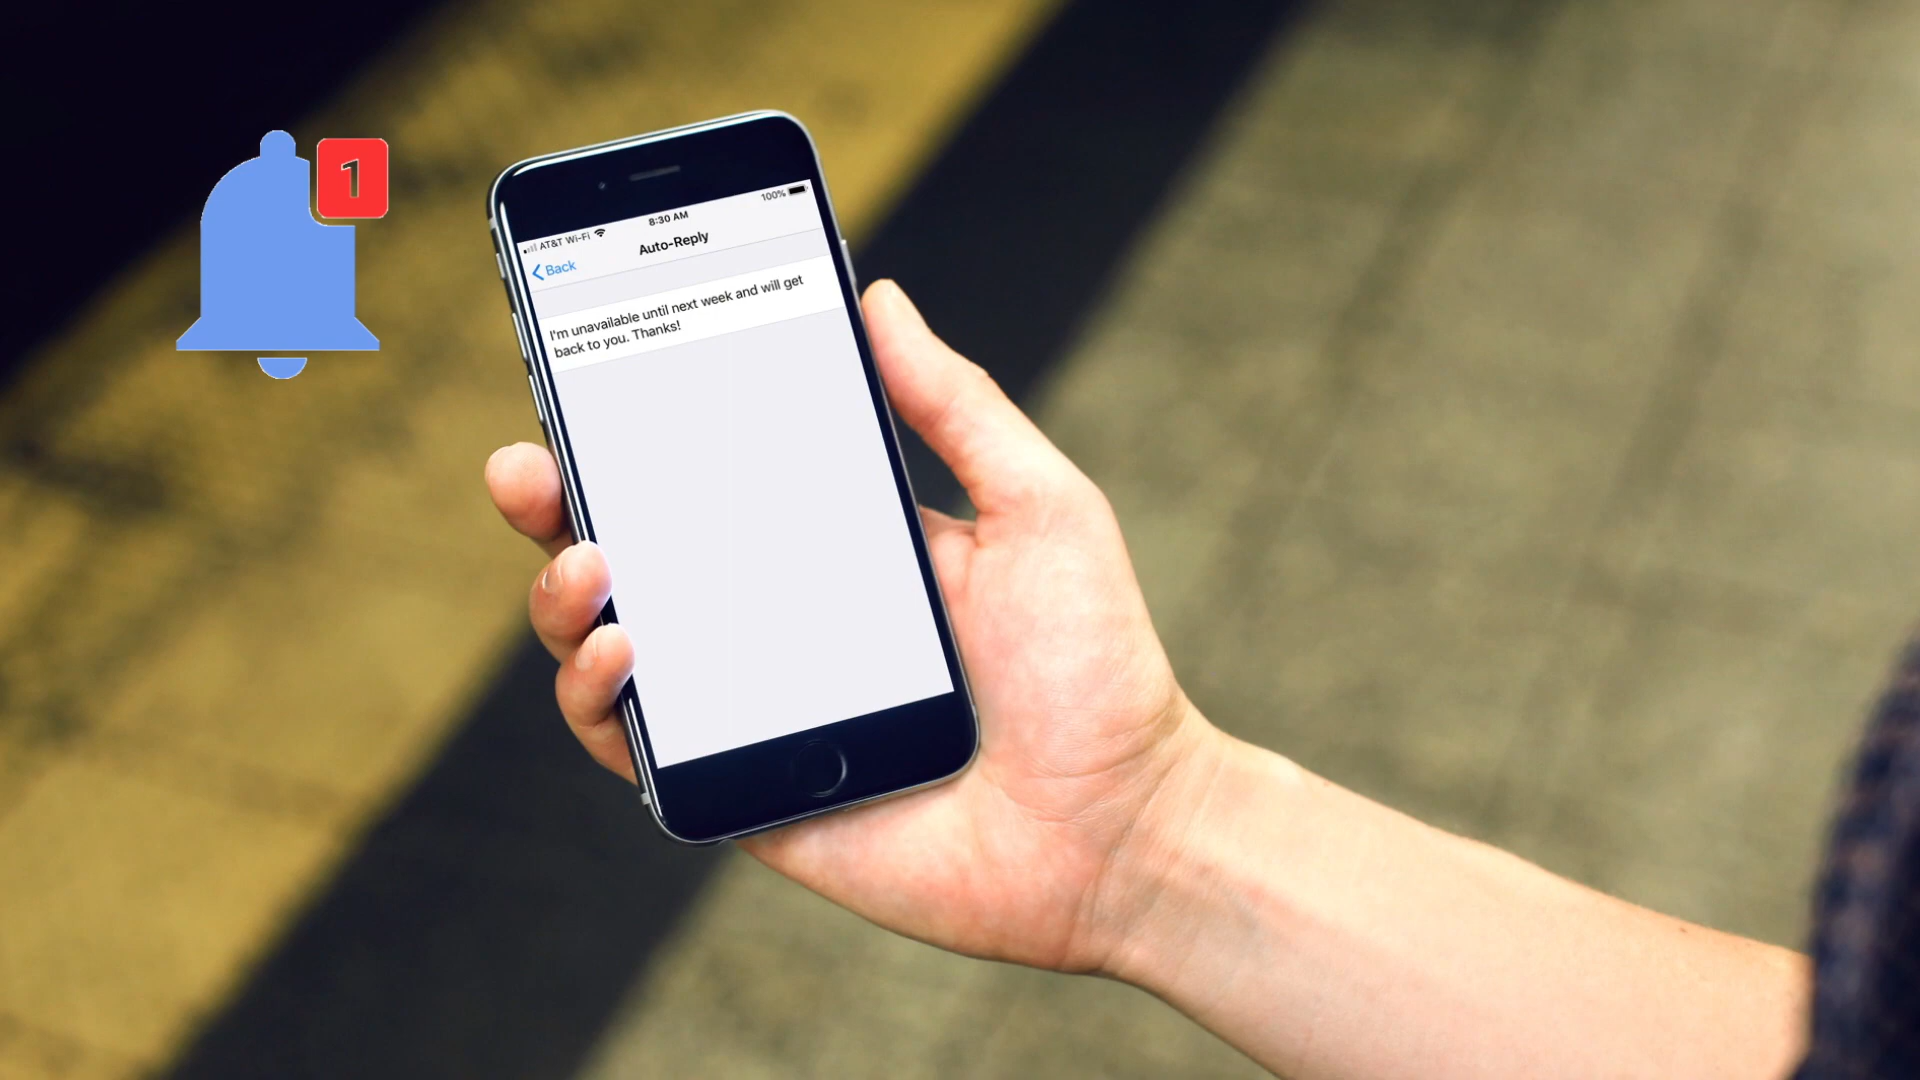 1
AT&T Wi-Fi
8:30 AM
100%
Back
Auto-Reply
I'm unavailable until next week and will get
back to you. Thanks!